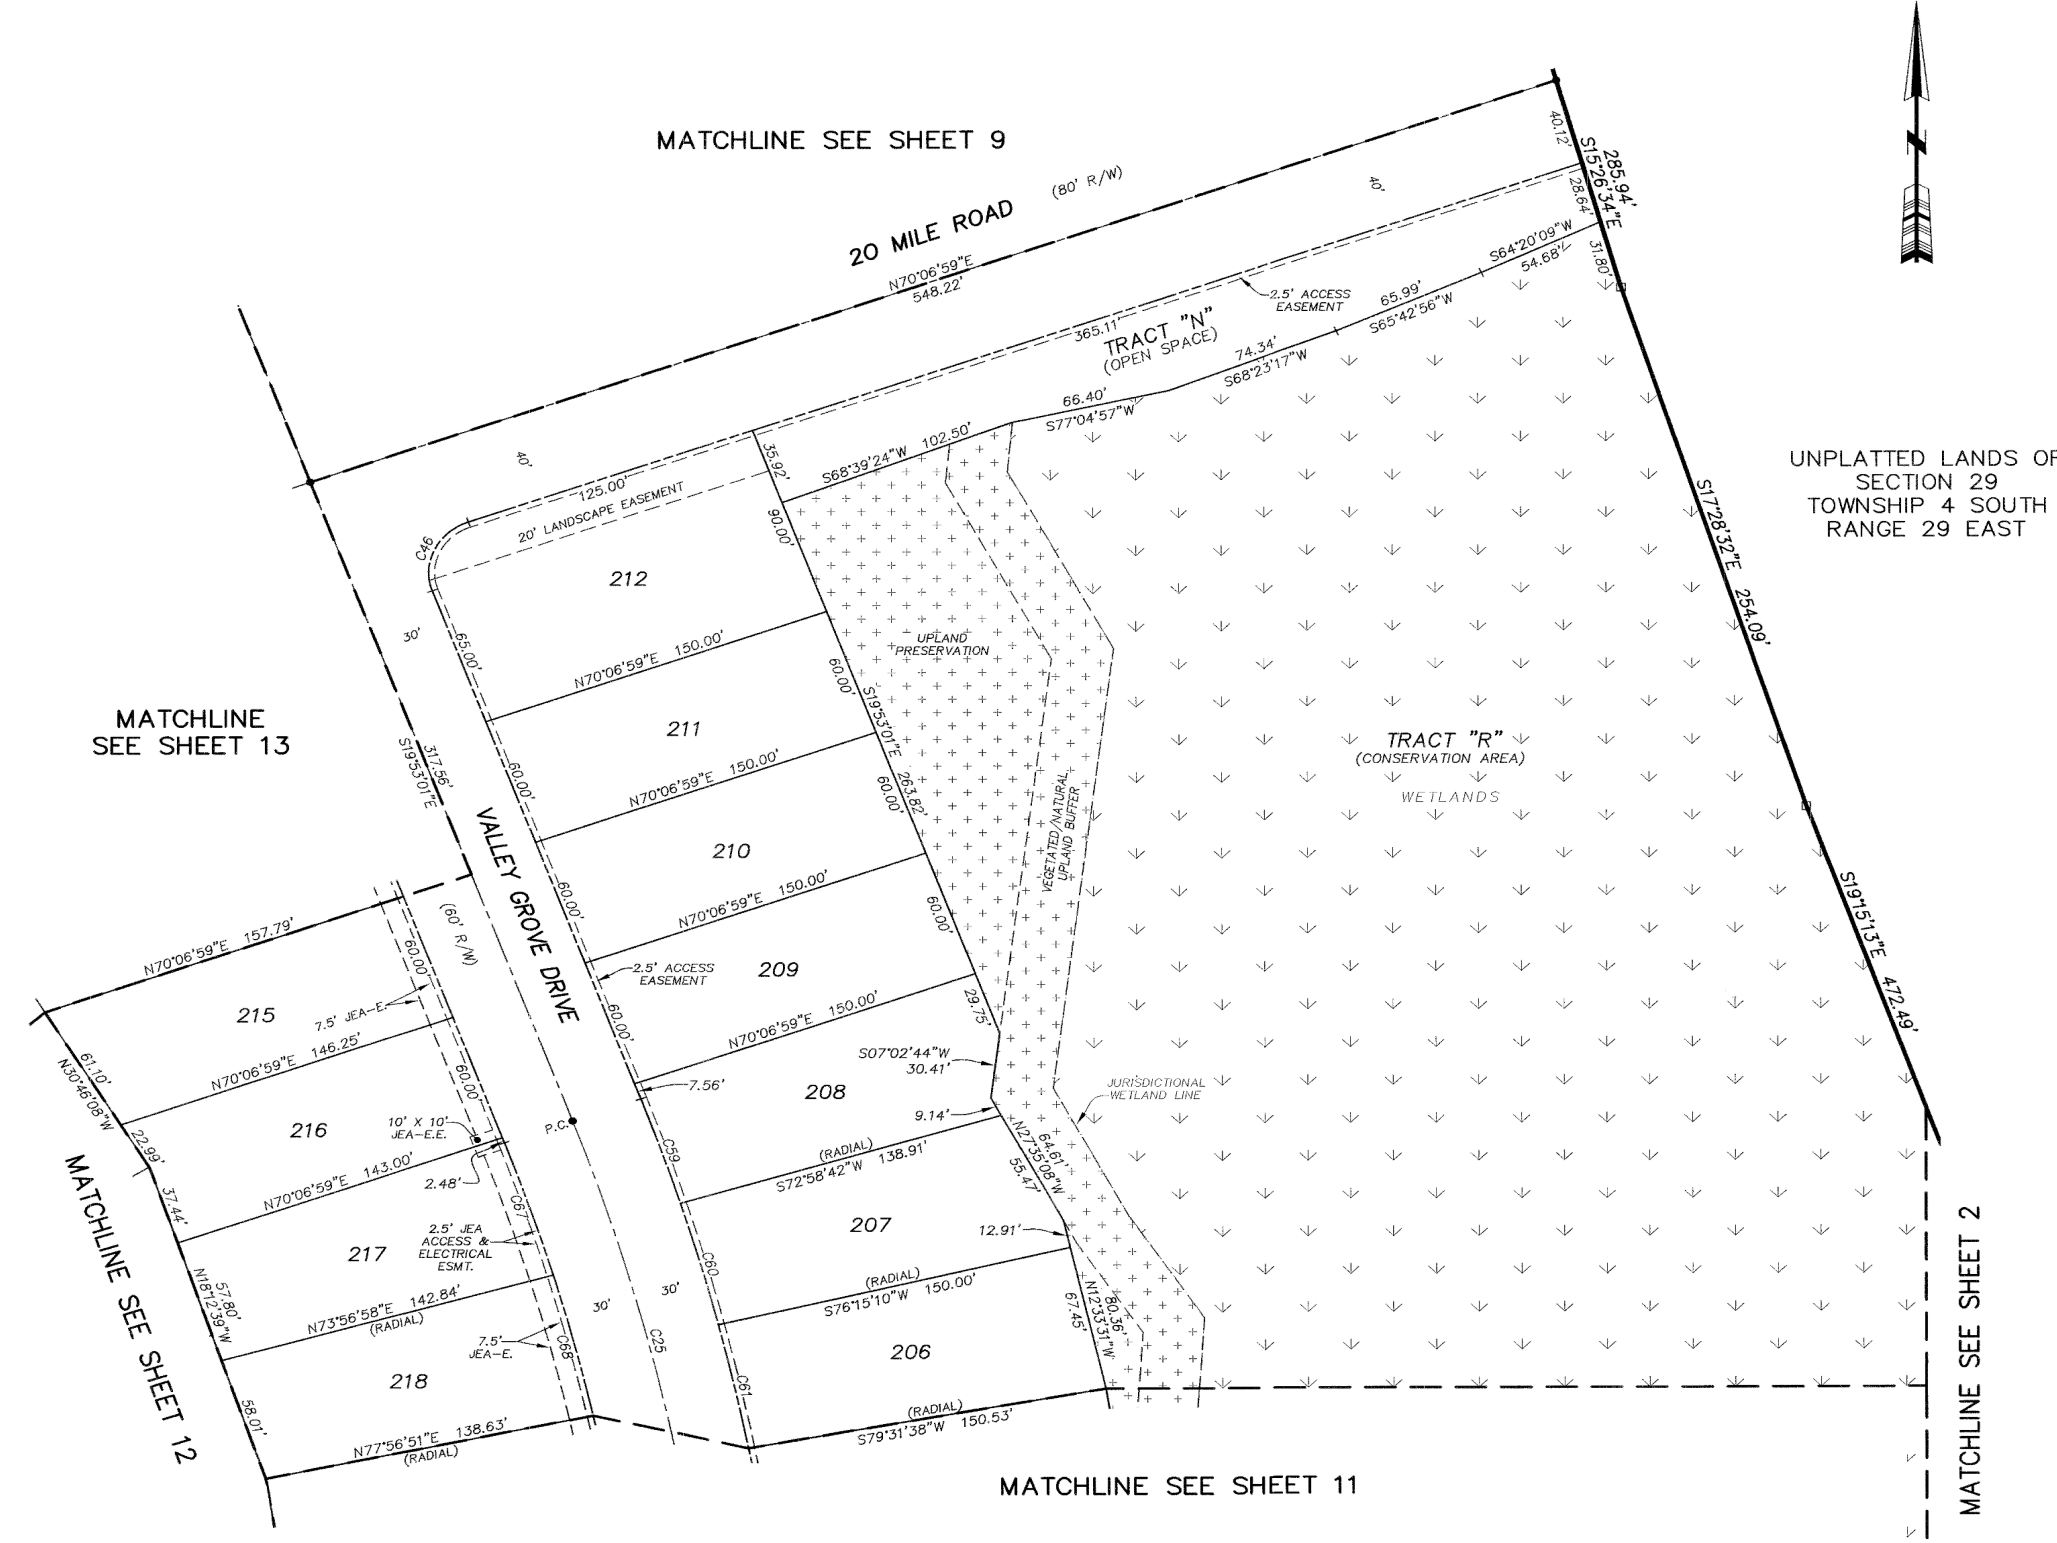 MATCHLINE SEE SHEET 9
N
20 MILE ROAD
(80' R/W)
40'
N70°06'59"E
548.22'
40.12'
S15°26'34"E
285.94'
28.64'
31.80'
S64°20'09"W
54.68'
65.99'
S65°42'56"W
2.5' ACCESS
EASEMENT
365.11'
TRACT "N"
(OPEN SPACE)
74.34'
S68°23'17"W
66.40'
S77°04'57"W
S68°39'24"W 102.50'
35.92'
40'
125.00'
20' LANDSCAPE EASEMENT
C46
UNPLATTED LANDS OF
SECTION 29
TOWNSHIP 4 SOUTH
RANGE 29 EAST
S17°28'32"E 254.09'
212
90.00'
30'
65.00'
N70°06'59"E 150.00'
UPLAND
PRESERVATION
60.00'
S19°53'01"E 263.82'
MATCHLINE
SEE SHEET 13
317.56'
S19°53'01"E
211
60.00'
N70°06'59"E 150.00'
60.00'
TRACT "R"
(CONSERVATION AREA)
WETLANDS
VEGETATED/NATURAL
UPLAND BUFFER
VALLEY GROVE DRIVE
(60' R/W)
210
60.00'
N70°06'59"E 150.00'
60.00'
S19°15'13"E 472.49'
N70°06'59"E 157.79'
60.00'
2.5' ACCESS
EASEMENT
209
60.00'
N70°06'59"E 150.00'
29.75'
215
7.5' JEA-E.
61.10'
N30°46'08"W
N70°06'59"E 146.25'
60.00'
S07°02'44"W
30.41'
7.56'
208
9.14'
JURISDICTIONAL
WETLAND LINE
216
10' X 10'
JEA-E.E.
P.C.
22.99'
N70°06'59"E 143.00'
2.48'
C59
(RADIAL)
S72°58'42"W 138.91'
64.61'
N27°35'08"W
55.47'
MATCHLINE SEE SHEET 12
37.44'
C67
2.5' JEA
ACCESS &
ELECTRICAL
ESMT.
217
207
12.91'
C60
(RADIAL)
S76°15'10"W 150.00'
57.80'
N18°12'39"W
N73°56'58"E 142.84'
(RADIAL)
30'
30'
80.36'
N12°33'31"W
67.45'
7.5'
JEA-E.
C68
C25
206
218
C61
58.01'
N77°56'51"E 138.63'
(RADIAL)
(RADIAL)
S79°31'38"W 150.53'
MATCHLINE SEE SHEET 11
MATCHLINE SEE SHEET 2